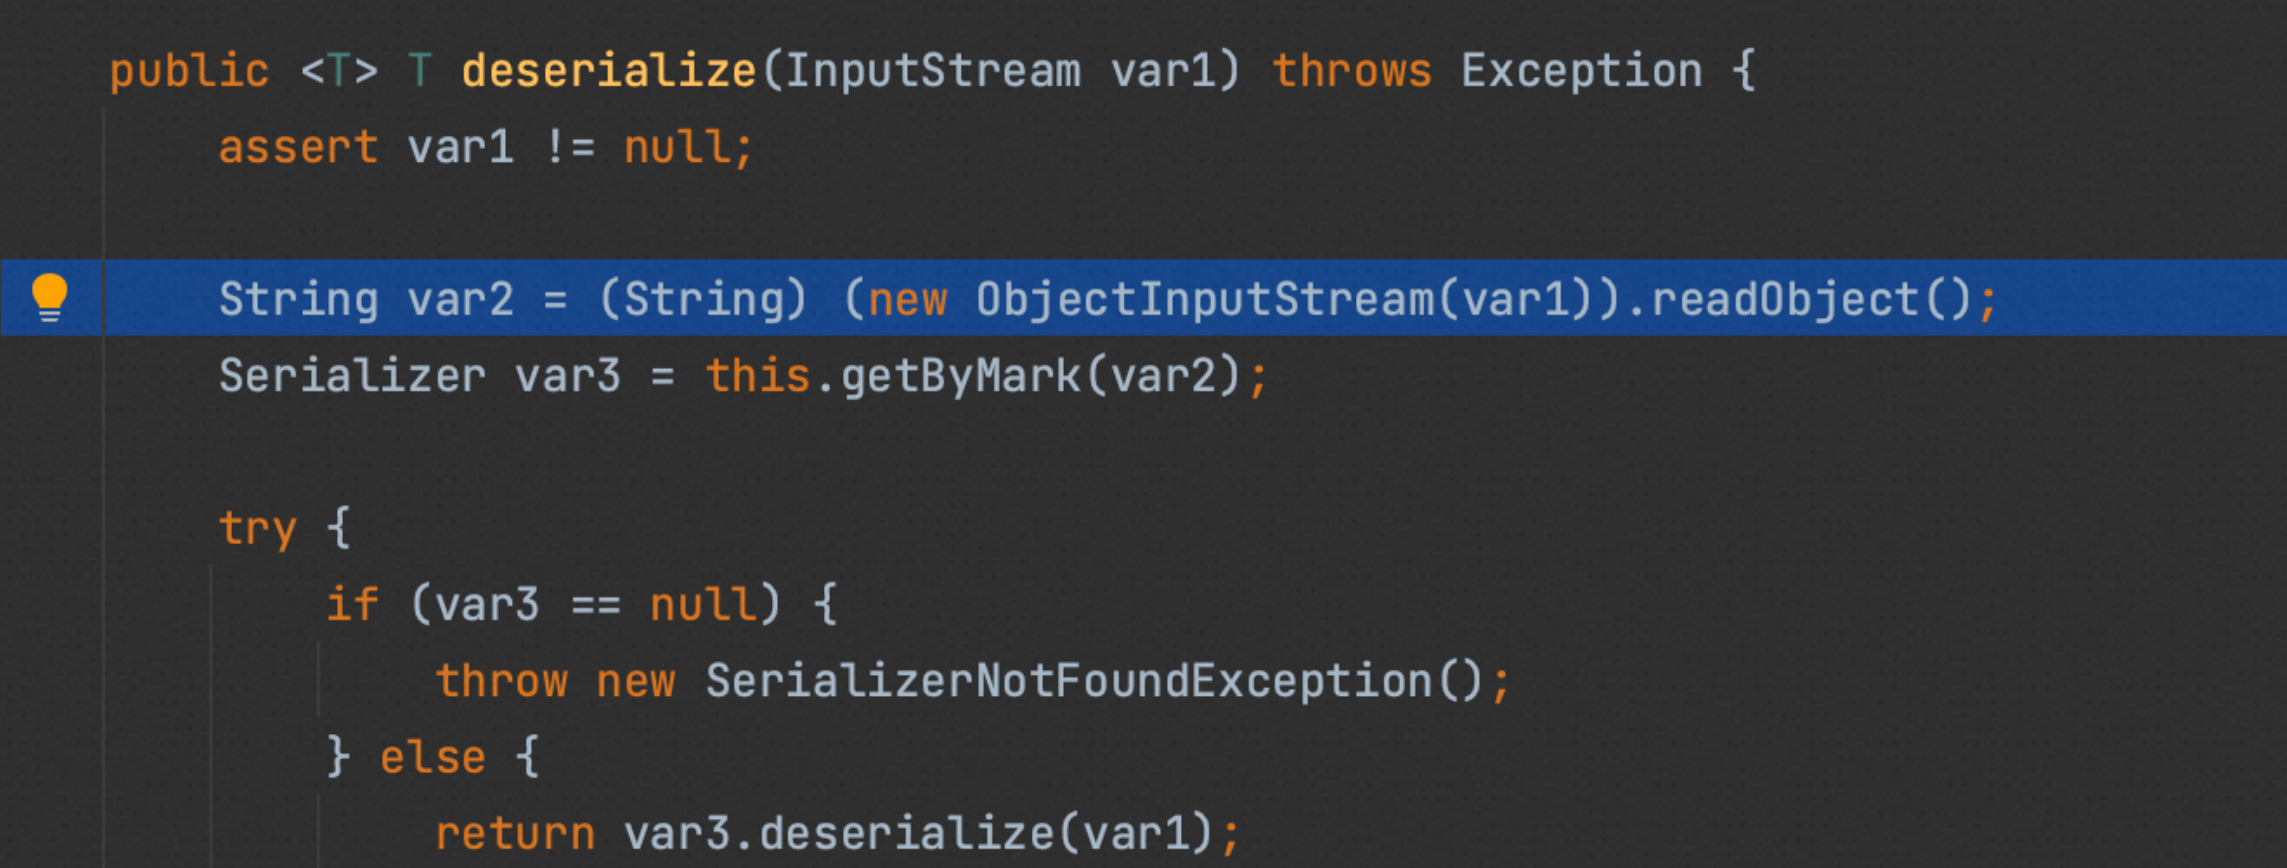 public <T> T deserialize(InputStream var1) throws Exception {
assert var1 != null;
String var2 = (String) (new ObjectInputStream(var1)).readObject();
Serializer var3 = this.getByMark(var2);
try {
if (var3 == null) {
throw new SerializerNotFoundException();
} else {
return var3.deserialize(var1);